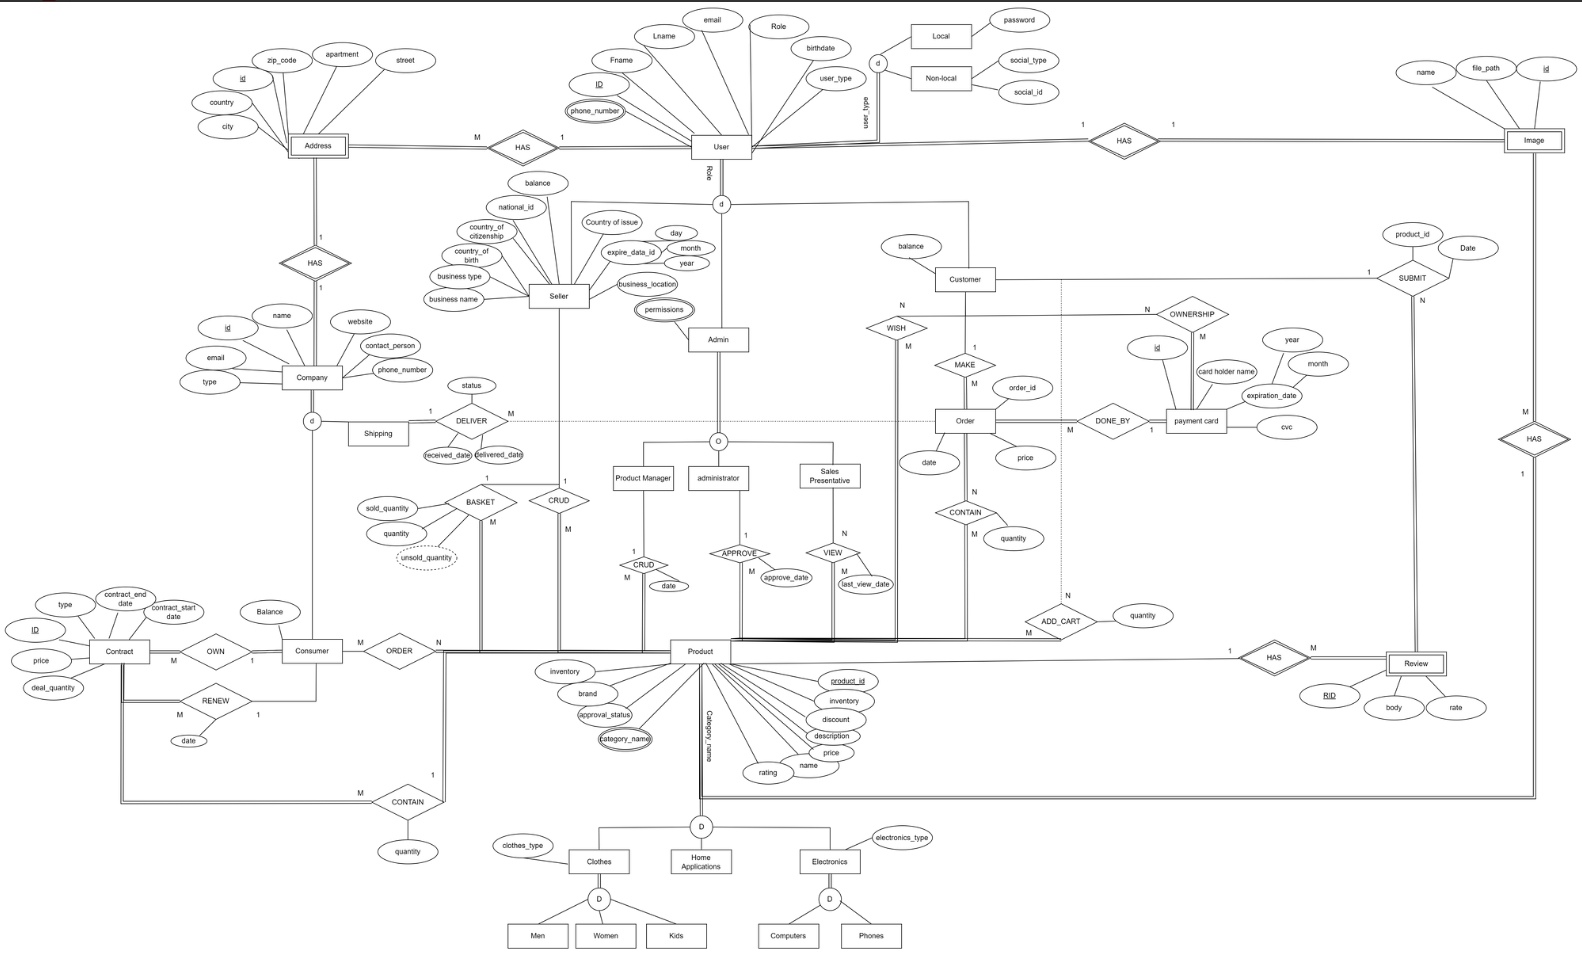 email
Role
password
Lname
Local
birthdate
zip_code
apartment
street
Fname
d
social_type
id
ID
user_type
Non-local
name
file_path
id
country
phone_number
user_type
social_id
city
Address
M
HAS
1
User
1
HAS
1
Image
Role
balance
d
national_id
Country of issue
day
product_id
country_of
citizenship
expire_data_id
month
balance
Date
1
country_of
birth
year
HAS
business type
business_location
Customer
1
SUBMIT
1
business name
Seller
permissions
N
N
N
OWNERSHIP
name
website
WISH
id
Admin
M
M
year
contact_person
1
id
email
MAKE
month
type
Company
phone_number
card holder name
status
M
order_id
expiration_date
d
1
DELIVER
M
Order
DONE_BY
payment card
cvc
M
Shipping
M
1
HAS
O
received_date
delivered_date
date
price
Product Manager
administrator
Sales
Presentative
1
1
1
N
sold_quantity
BASKET
CRUD
CONTAIN
M
M
quantity
1
N
M
quantity
unsold_quantity
1
APPROVE
VIEW
CRUD
M
M
M
approve_date
last_view_date
date
type
contract_end
date
contract_start
date
Balance
N
ID
ADD_CART
quantity
M
Contract
OWN
Consumer
M
ORDER
N
Product
1
HAS
M
Review
price
M
1
inventory
product_id
deal_quantity
RENEW
brand
inventory
RID
body
rate
M
1
approval_status
discount
date
category_name
Category_name
description
price
name
rating
1
M
CONTAIN
D
clothes_type
electronics_type
quantity
Clothes
Home
Applications
Electronics
D
D
Men
Women
Kids
Computers
Phones